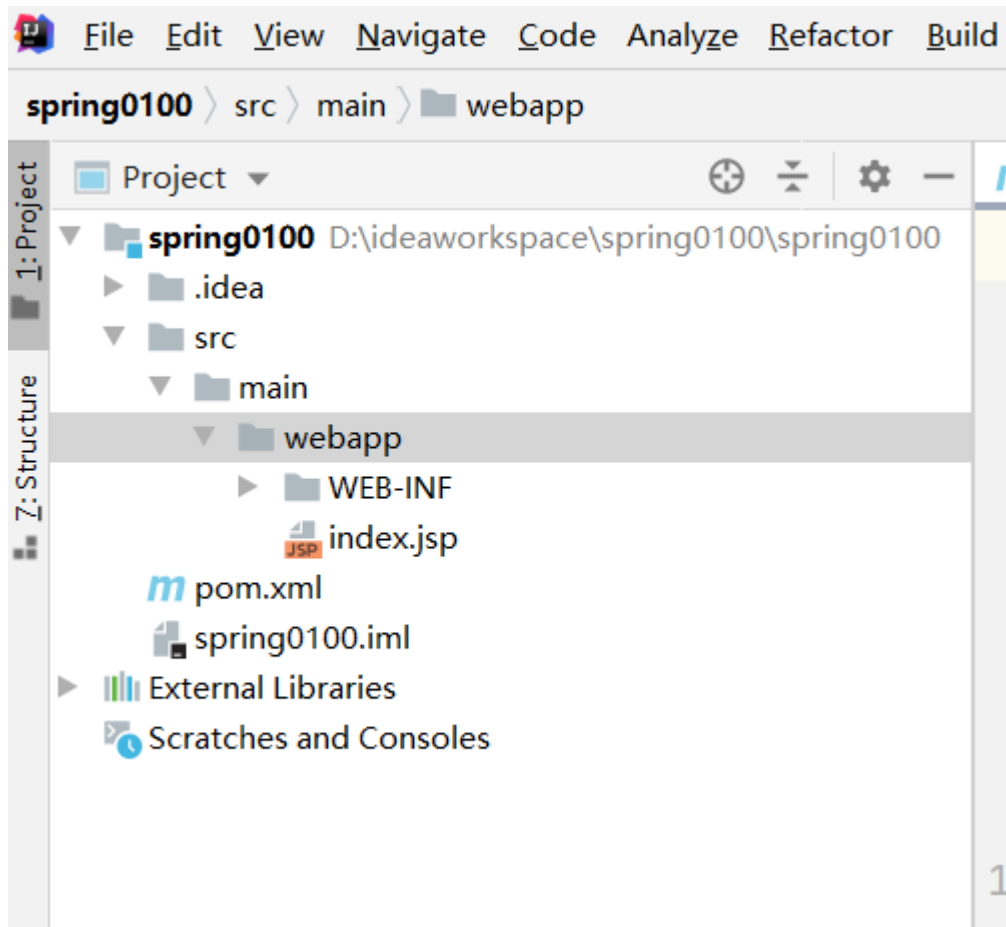 File Edit View Navigate Code Analyze Refactor Build
spring0100 〉 src 〉 main 〉 webapp
Project
1: Project
spring0100 D:\ideaworkspace\spring0100\spring0100
.idea
src
main
webapp
WEB-INF
JSP index.jsp
7: Structure
m pom.xml
spring0100.iml
External Libraries
Scratches and Consoles
1